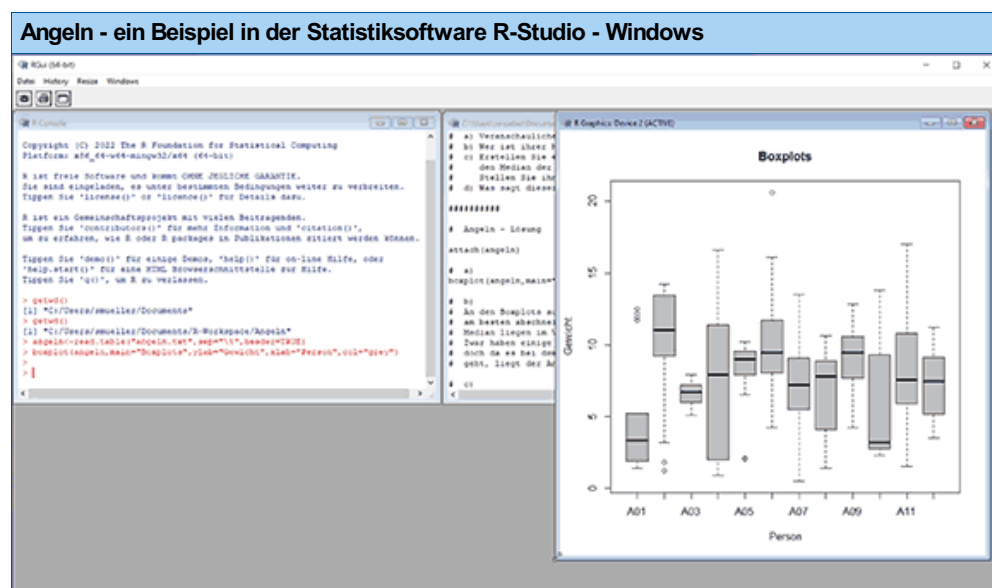 Angeln - ein Beispiel in der Statistiksoftware R-Studio - Windows
RGui (64-bit)
Datei History Resize Windows
R Console
Copyright (C) 2022 The R Foundation for Statistical Computing
Platform: x86_64-w64-mingw32/x64 (64-bit)
R ist freie Software und kommt OHNE JEGLICHE GARANTIE.
Sie sind eingeladen, es unter bestimmten Bedingungen weiter zu verbreiten.
Tippen Sie 'license()' or 'licence()' für Details dazu.
R ist ein Gemeinschaftsprojekt mit vielen Beitragenden.
Tippen Sie 'contributors()' für mehr Information und 'citation()',
um zu erfahren, wie R oder R packages in Publikationen zitiert werden können.
Tippen Sie 'demo()' für einige Demos, 'help()' für on-line Hilfe, oder
'help.start()' für eine HTML Browserschnittstelle zur Hilfe.
Tippen Sie 'q()', um R zu verlassen.
> getwd()
[1] "C:/Users/smueller/Documents"
> getwd()
[1] "C:/Users/smueller/Documents/R-Workspace/Angeln"
> angeln<-read.table("angeln.txt",sep="\t",header=TRUE)
> boxplot(angeln,main="Boxplots",ylab="Gewicht",xlab="Person",col="grey")
>
>
# a) Veranschauliche
# b) Wer ist ihrer
# c) Erstellen Sie
# den Median der
# Stellen Sie ihn
# d) Was sagt dieser
##########
# Angeln - Lösung
attach(angeln)
# a)
boxplot(angeln,main="
# b)
# An den Boxplots
# am besten abschnei
# Median liegen im
# Zwar haben einige
# doch da es bei dem
# geht, liegt der
# c)
R Graphics: Device 2 (ACTIVE)
Boxplots
20
15
10
5
0
Gewicht
A01 A03 A05 A07 A09 A11
Person